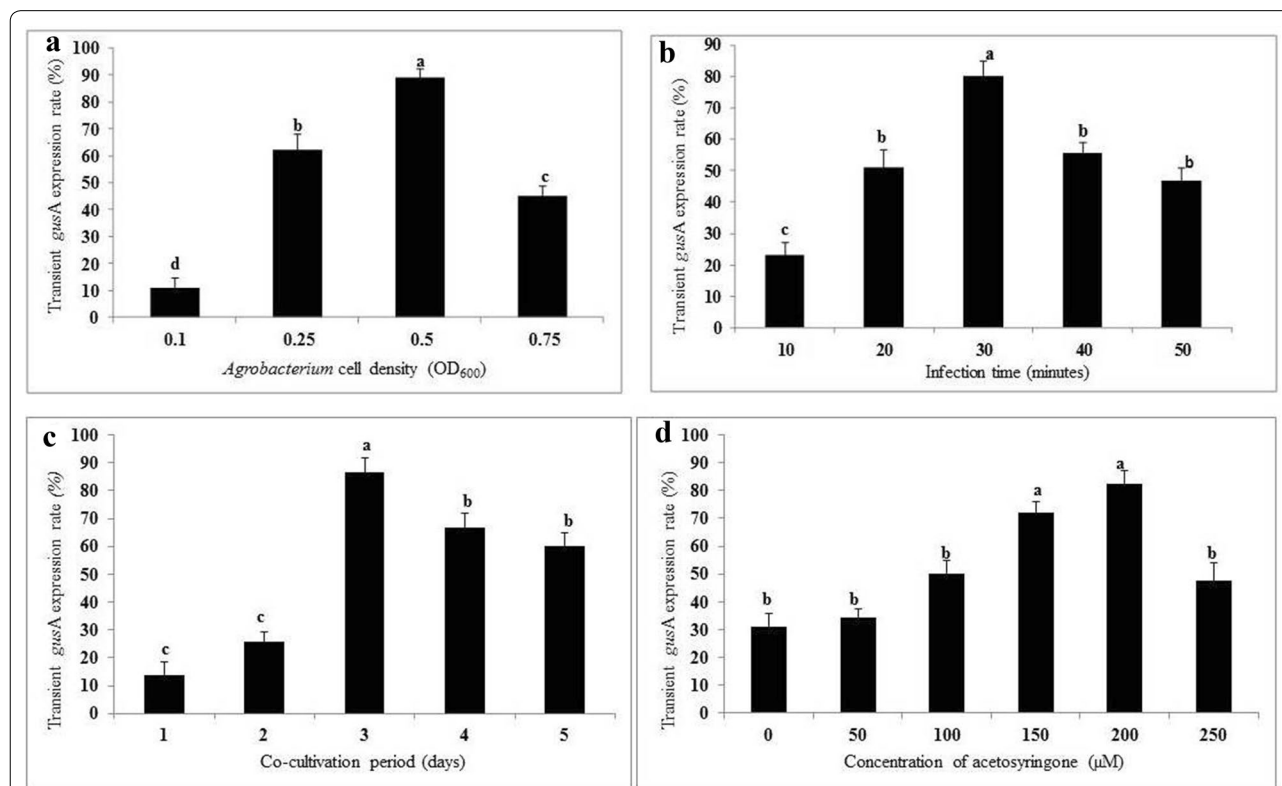 a
Transient gusA expression rate (%)
100
90
80
70
60
50
40
30
20
10
0
d
b
a
c
0.1 0.25 0.5 0.75
Agrobacterium cell density (OD600)
b
Transient gusA expression rate (%)
90
80
70
60
50
40
30
20
10
0
c
b
a
b
b
10 20 30 40 50
Infection time (minutes)
c
Transient gusA expression rate (%)
100
90
80
70
60
50
40
30
20
10
0
c
c
a
b
b
1 2 3 4 5
Co-cultivation period (days)
d
Transient gusA expression rate (%)
100
90
80
70
60
50
40
30
20
10
0
b
b
b
a
a
b
0 50 100 150 200 250
Concentration of acetosyringone (μM)